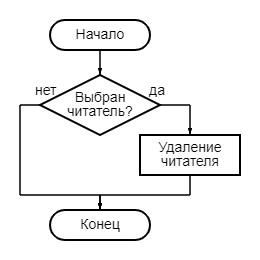 Начало
нет
да
Выбран
читатель?
Удаление
читателя
Конец